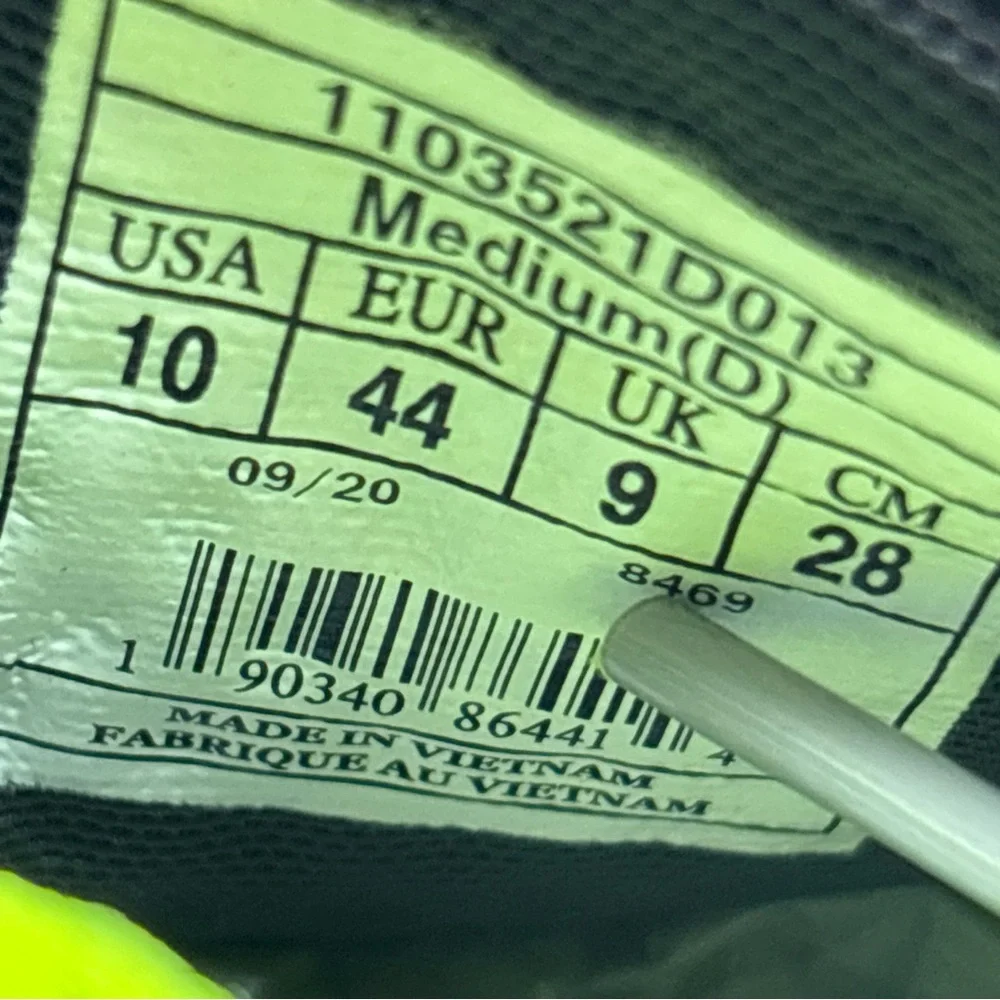 1103521D013
Medium(D)
USA EUR UK CM
10 44 9 28
09/20 8469
1 90340 86441 4
MADE IN VIETNAM
FABRIQUE AU VIETNAM